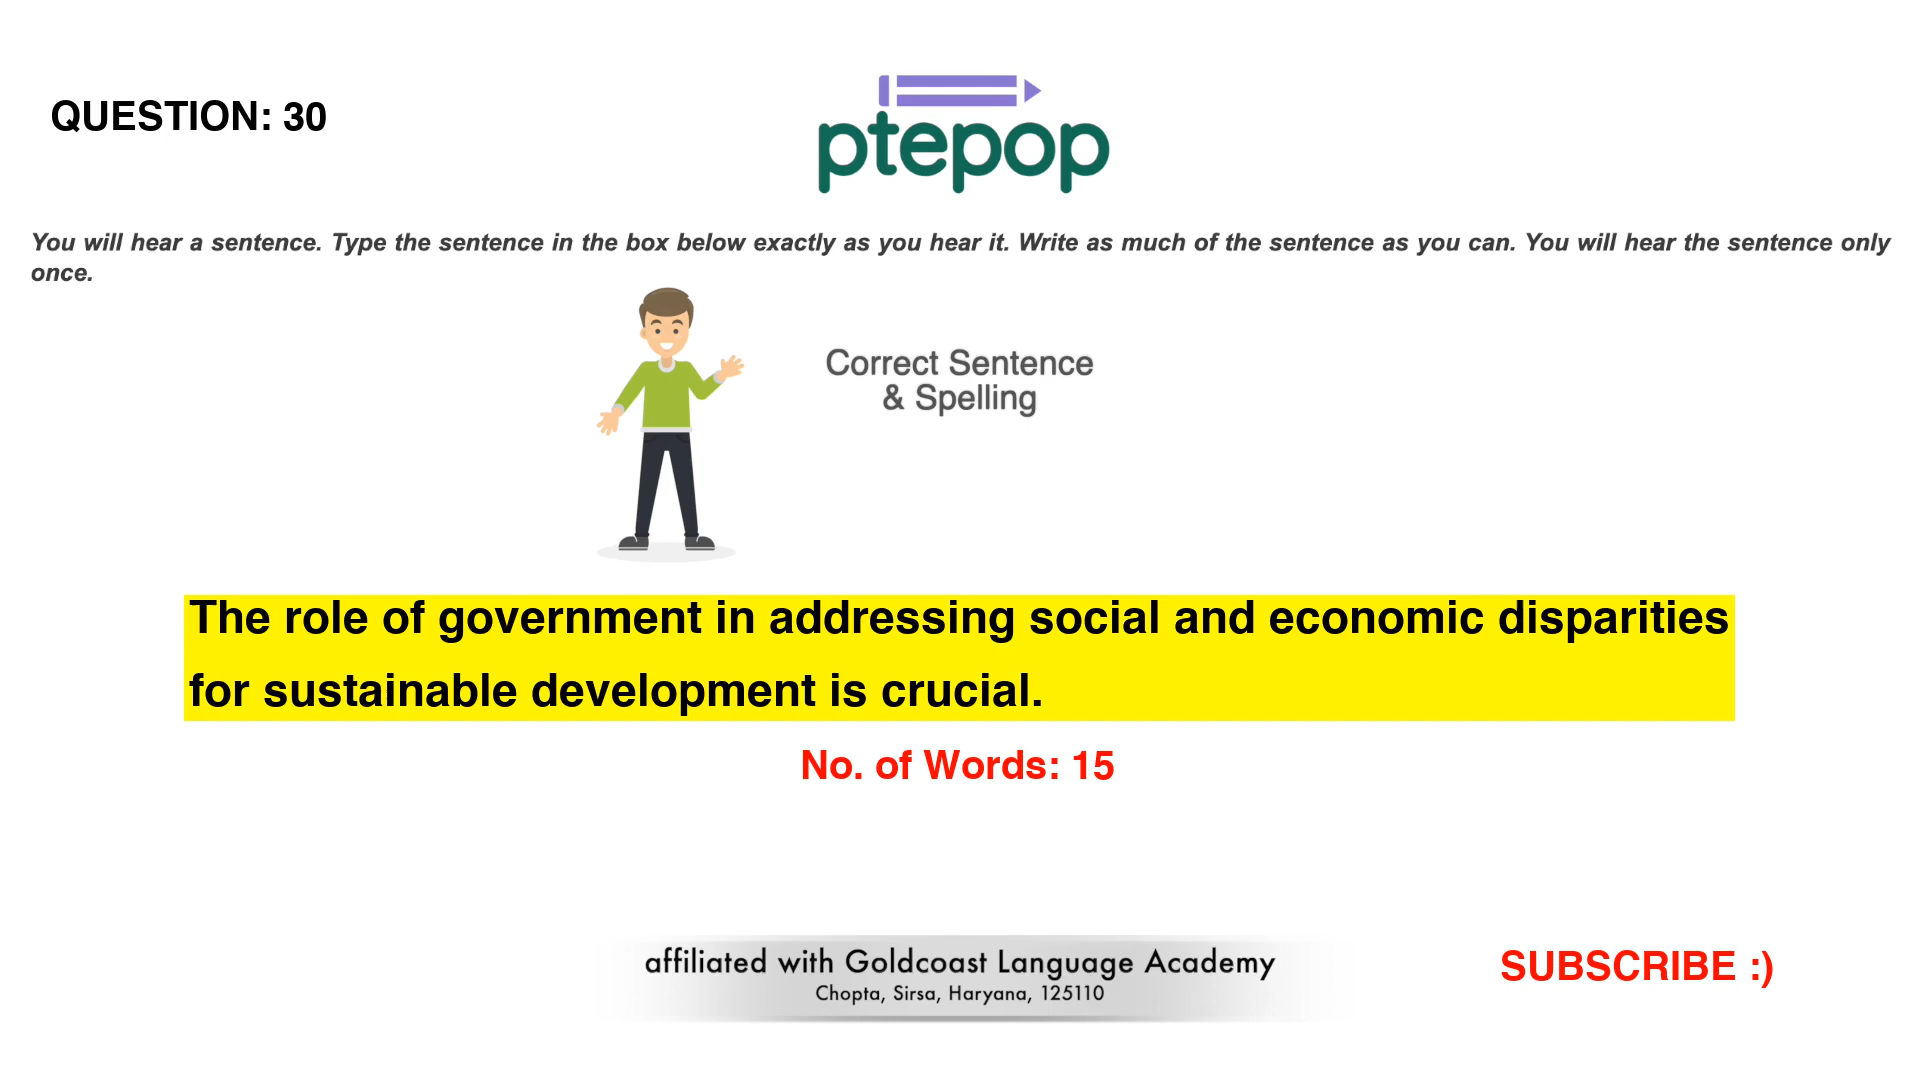 QUESTION: 30
ptepop
You will hear a sentence. Type the sentence in the box below exactly as you hear it. Write as much of the sentence as you can. You will hear the sentence only
once.
Correct Sentence
& Spelling
The role of government in addressing social and economic disparities
for sustainable development is crucial.
No. of Words: 15
affiliated with Goldcoast Language Academy
Chopta, Sirsa, Haryana, 125110
SUBSCRIBE :)